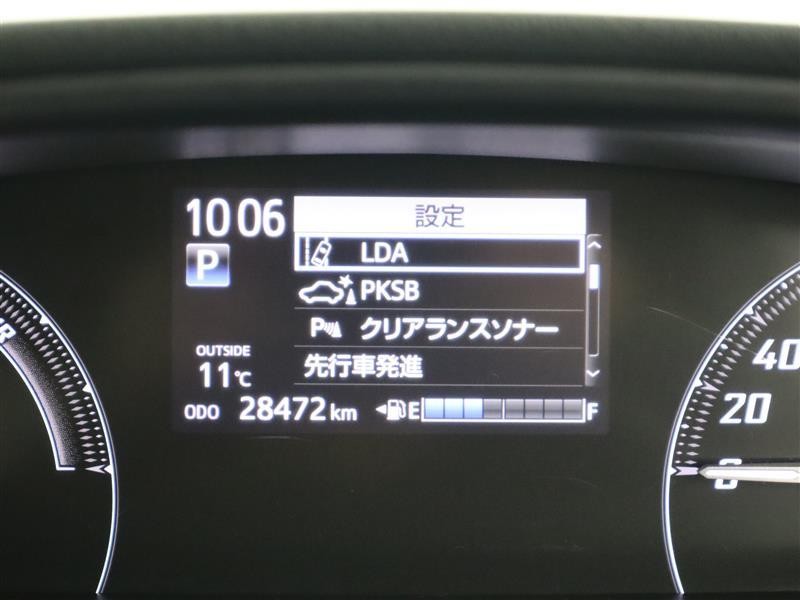 10 06
設定
P
LDA
PKSB
P クリアランスソナー
先行車発進
OUTSIDE
11℃
ODO 28472 km
E F
40
20
0